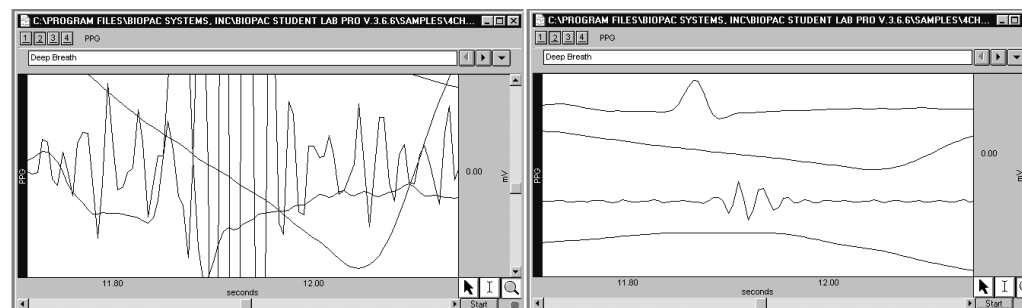 C:\PROGRAM FILES\BIOPAC SYSTEMS, INC\BIOPAC STUDENT LAB PRO V.3.6.6\SAMPLES\4CH...
1 2 3 4 PPG
Deep Breath
PPG
0.00
mV
11.80 12.00
seconds
Start
C:\PROGRAM FILES\BIOPAC SYSTEMS, INC\BIOPAC STUDENT LAB PRO V.3.6.6\SAMPLES\4CH...
1 2 3 4 PPG
Deep Breath
PPG
0.00
mV
11.80 12.00
seconds
Start